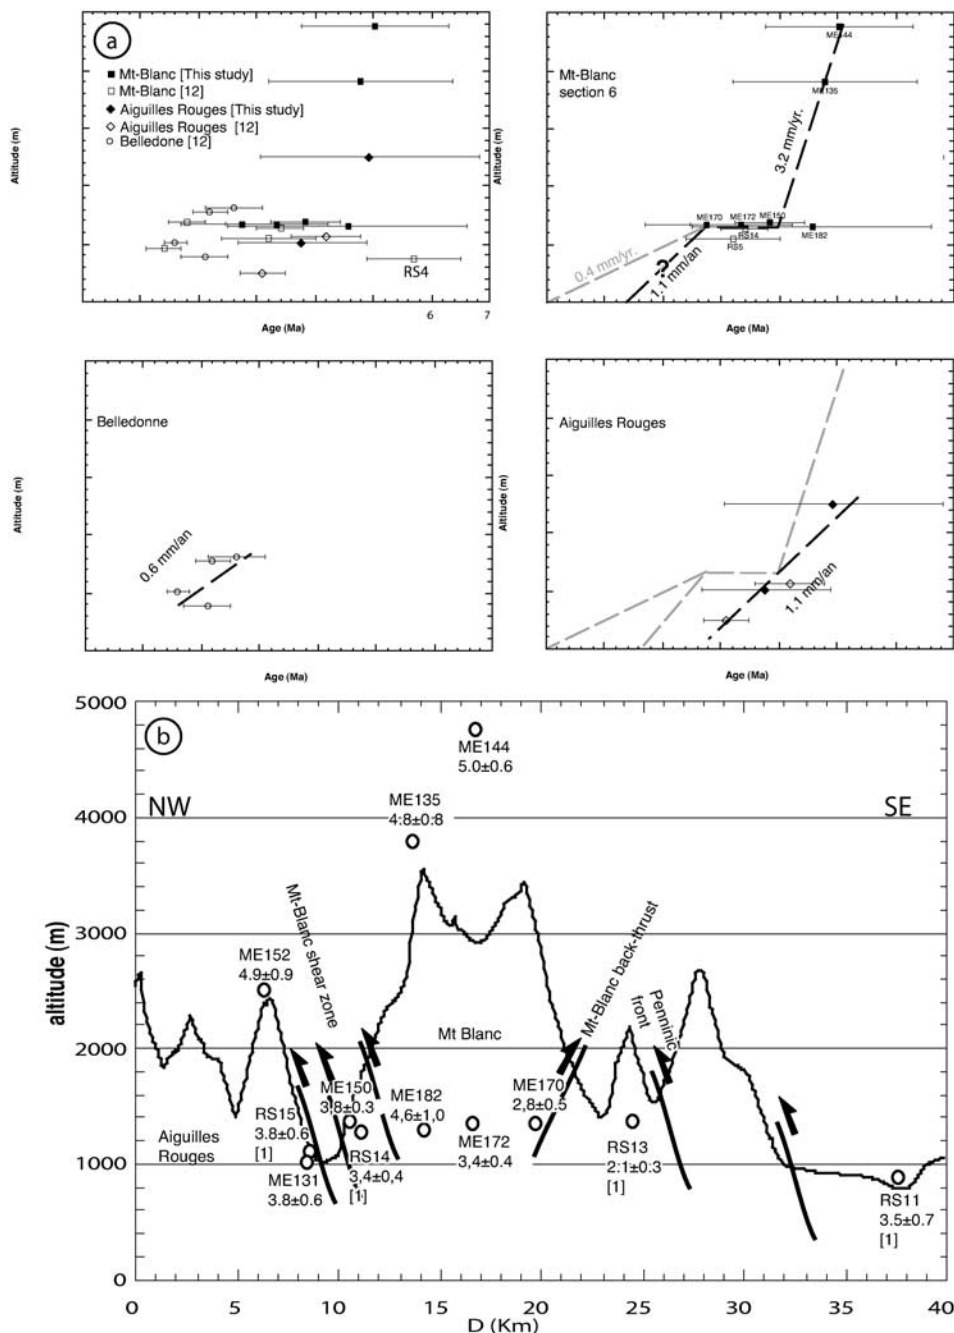 a
Mt-Blanc [This study]
Mt-Blanc [12]
Aiguilles Rouges [This study]
Aiguilles Rouges [12]
Belledone [12]
RS4
6
7
Altitude (m)
Age (Ma)
Mt-Blanc
section 6
ME144
ME135
3.2 mm/yr.
ME170
ME172
ME150
RS14
RS5
ME182
0.4 mm/yr.
?
1.1 mm/an
Altitude (m)
Age (Ma)
Belledonne
0.6 mm/an
Altitude (m)
Age (Ma)
Aiguilles Rouges
1.1 mm/an
Altitude (m)
Age (Ma)
b
5000
4000
3000
2000
1000
0
altitude (m)
NW
SE
ME144
5.0±0.6
ME135
4:8±0:8
ME152
4.9±0.9
Mt-Blanc shear zone
Mt-Blanc back-thrust
Penninic
front
Mt Blanc
Aiguilles
Rouges
RS15
3.8±0.6
[1]
ME131
3.8±0.6
ME150
3.8±0.3
RS14
3,4±0,4
[1]
ME182
4,6±1,0
ME172
3,4±0.4
ME170
2,8±0.5
RS13
2:1±0:3
[1]
RS11
3.5±0.7
[1]
0
5
10
15
20
25
30
35
40
D (Km)